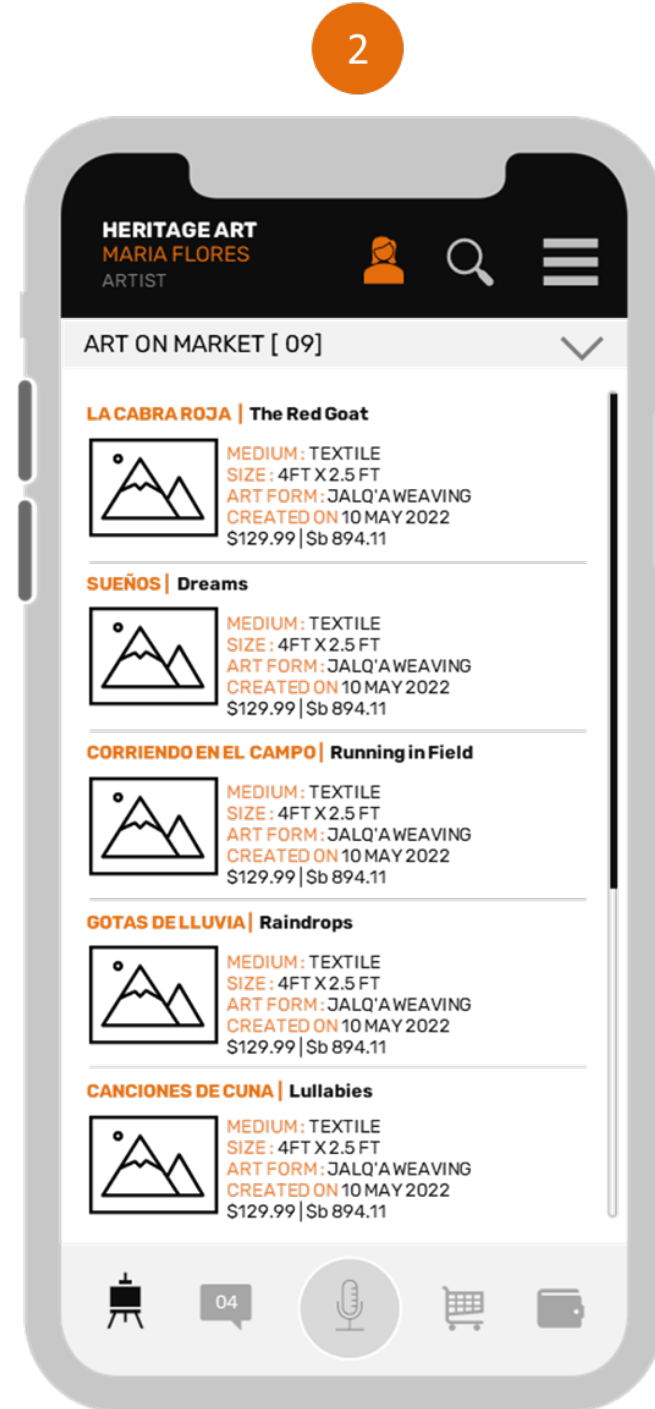 2
HERITAGE ART
MARIA FLORES
ARTIST
ART ON MARKET [ 09]
LA CABRA ROJA | The Red Goat
MEDIUM : TEXTILE
SIZE : 4FT X 2.5 FT
ART FORM : JALQ'A WEAVING
CREATED ON 10 MAY 2022
$129.99 | $b 894.11
SUEÑOS | Dreams
MEDIUM : TEXTILE
SIZE : 4FT X 2.5 FT
ART FORM : JALQ'A WEAVING
CREATED ON 10 MAY 2022
$129.99 | $b 894.11
CORRIENDO EN EL CAMPO | Running in Field
MEDIUM : TEXTILE
SIZE : 4FT X 2.5 FT
ART FORM : JALQ'A WEAVING
CREATED ON 10 MAY 2022
$129.99 | $b 894.11
GOTAS DE LLUVIA | Raindrops
MEDIUM : TEXTILE
SIZE : 4FT X 2.5 FT
ART FORM : JALQ'A WEAVING
CREATED ON 10 MAY 2022
$129.99 | $b 894.11
CANCIONES DE CUNA | Lullabies
MEDIUM : TEXTILE
SIZE : 4FT X 2.5 FT
ART FORM : JALQ'A WEAVING
CREATED ON 10 MAY 2022
$129.99 | $b 894.11
04